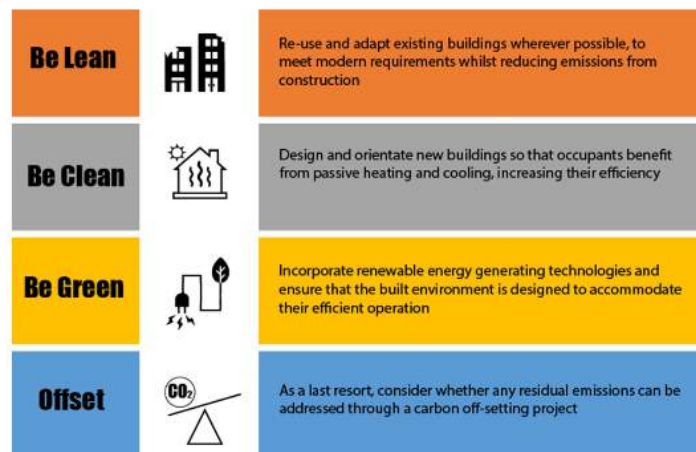 Be Lean
Re-use and adapt existing buildings wherever possible, to
meet modern requirements whilst reducing emissions from
construction
Be Clean
Design and orientate new buildings so that occupants benefit
from passive heating and cooling, increasing their efficiency
Be Green
Incorporate renewable energy generating technologies and
ensure that the built environment is designed to accommodate
their efficient operation
Offset
CO₂
As a last resort, consider whether any residual emissions can be
addressed through a carbon off-setting project